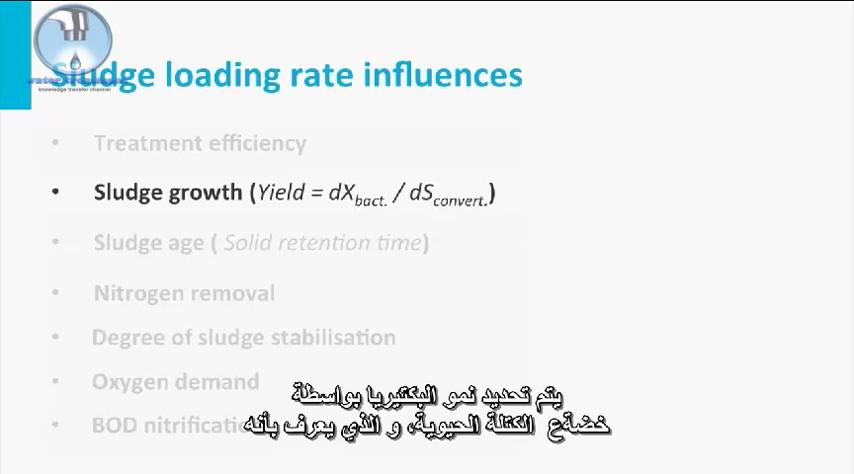 Sludge loading rate influences
knowledge transfer channel
• Treatment efficiency
• Sludge growth (Yield = dXbact. / dSconvert.)
• Sludge age ( Solid retention time)
• Nitrogen removal
• Degree of sludge stabilisation
• Oxygen demand
• BOD nitrificati
يتم تحديد نمو البكتيريا بواسطة
خضةع الكتلة الحيوية، و الذي يعرف بأنه